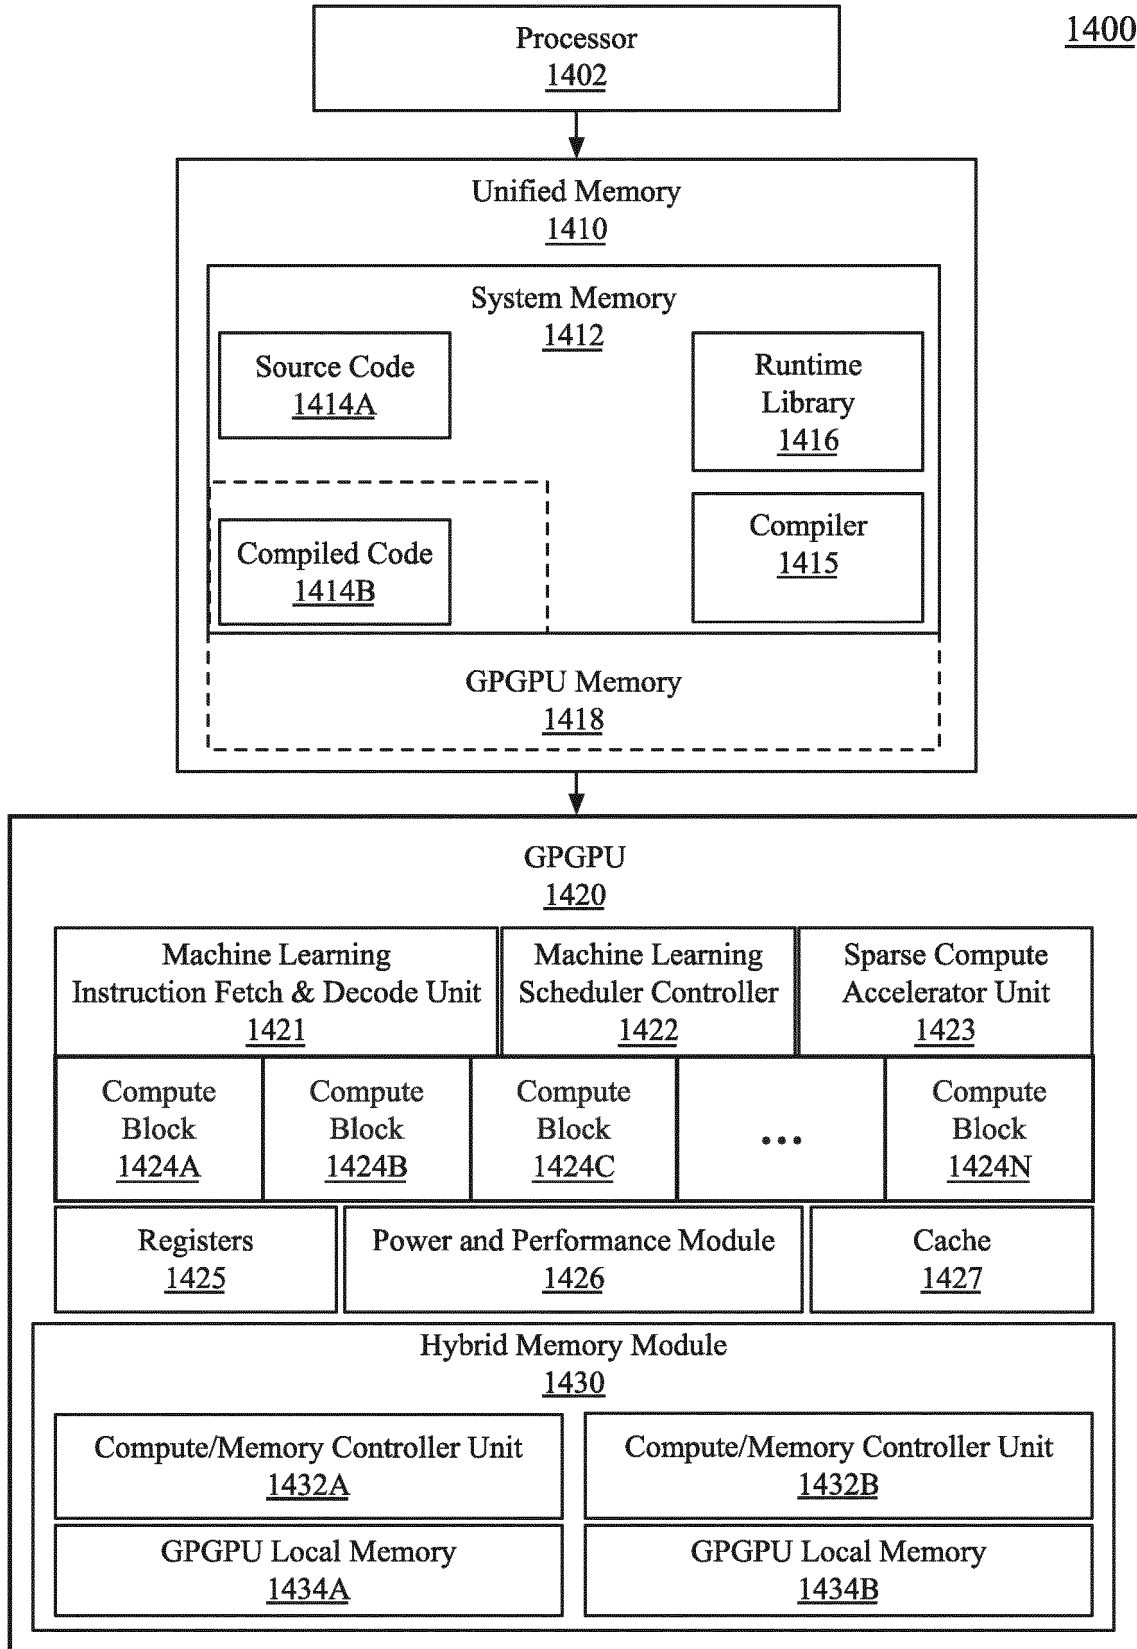 1400
Processor
1402
Unified Memory
1410
System Memory
1412
Source Code
1414A
Runtime
Library
1416
Compiled Code
1414B
Compiler
1415
GPGPU Memory
1418
GPGPU
1420
Machine Learning
Instruction Fetch & Decode Unit
1421
Machine Learning
Scheduler Controller
1422
Sparse Compute
Accelerator Unit
1423
Compute
Block
1424A
Compute
Block
1424B
Compute
Block
1424C
...
Compute
Block
1424N
Registers
1425
Power and Performance Module
1426
Cache
1427
Hybrid Memory Module
1430
Compute/Memory Controller Unit
1432A
Compute/Memory Controller Unit
1432B
GPGPU Local Memory
1434A
GPGPU Local Memory
1434B